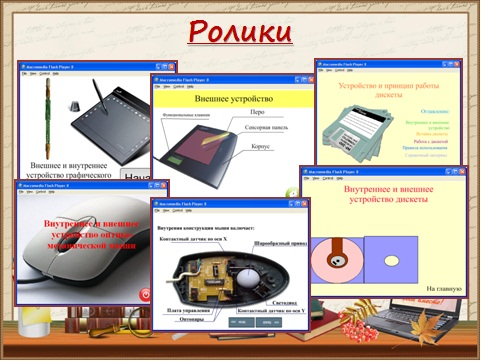 Ролики
Macromedia Flash Player 8
File View Control Help
Внешнее и внутреннее
устройство графического
Macromedia Flash Player 8
File View Control Help
Внешнее устройство
Функциональные клавиши
Перо
Сенсорная панель
Корпус
Macromedia Flash Player 8
File View Control Help
Устройство и принцип работы
дискеты
Оглавление:
Внутреннее и внешнее
устройство
Работа с дискетой
Правила пользования
Macromedia Flash Player 8
File View Control Help
Внутреннее и внешнее
устройство оптико-
механической мыши
Macromedia Flash Player 8
File View Control Help
Внутрення конструкция мыши включает:
Контактный датчик по оси X
Шарообразный привод
Светодиод
Плата управления
Контактный датчик по оси Y
Оптопары
Macromedia Flash Player 8
File View Control Help
Внутреннее и внешнее
устройство дискеты
На главную